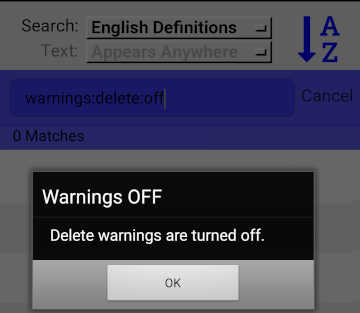 Search: English Definitions
Text: Appears Anywhere
A
Z
warnings:delete:off
Cancel
0 Matches
Warnings OFF
Delete warnings are turned off.
OK